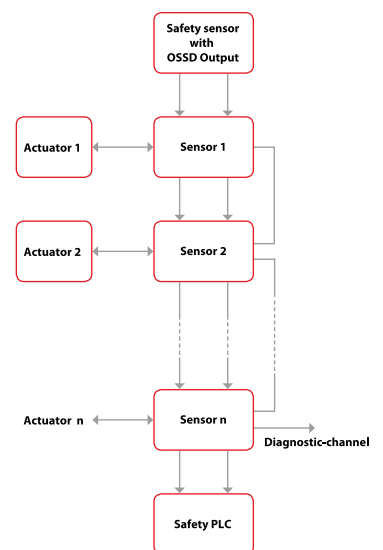 Safety sensor
with
OSSD Output
Actuator 1
Sensor 1
Actuator 2
Sensor 2
Actuator n
Sensor n
Diagnostic-channel
Safety PLC